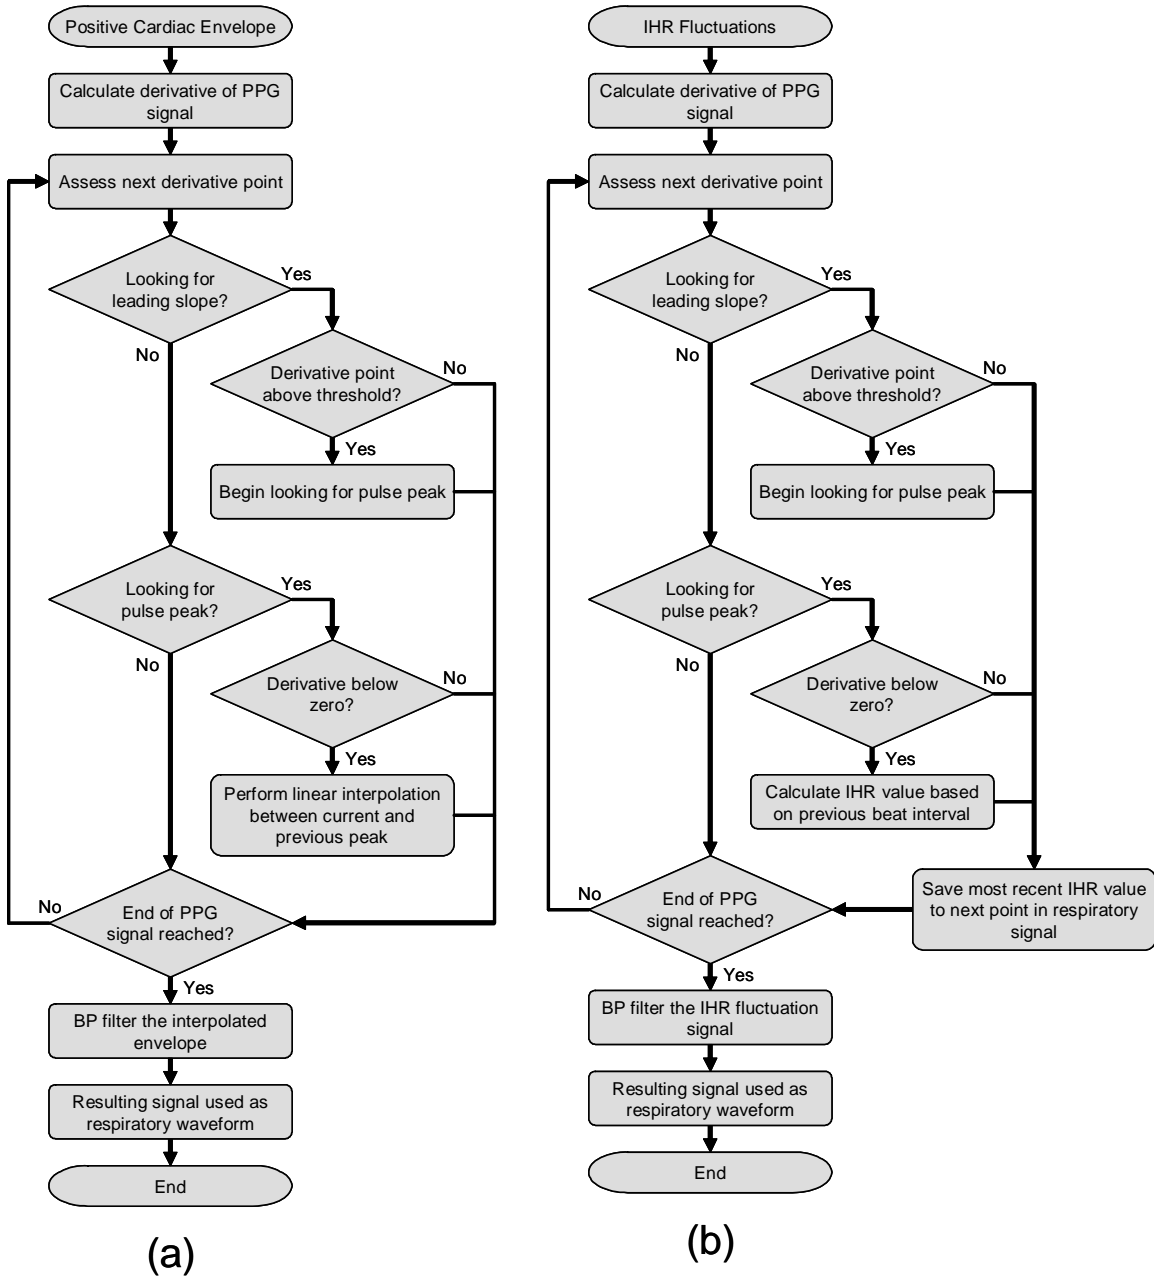 Positive Cardiac Envelope
Calculate derivative of PPG
signal
Assess next derivative point
Looking for
leading slope?
Yes
No
Derivative point
above threshold?
No
Yes
Begin looking for pulse peak
Looking for
pulse peak?
Yes
No
Derivative below
zero?
No
Yes
Perform linear interpolation
between current and
previous peak
End of PPG
signal reached?
No
Yes
BP filter the interpolated
envelope
Resulting signal used as
respiratory waveform
End
(a)
IHR Fluctuations
Calculate derivative of PPG
signal
Assess next derivative point
Looking for
leading slope?
Yes
No
Derivative point
above threshold?
No
Yes
Begin looking for pulse peak
Looking for
pulse peak?
Yes
No
Derivative below
zero?
No
Yes
Calculate IHR value based
on previous beat interval
Save most recent IHR value
to next point in respiratory
signal
End of PPG
signal reached?
No
Yes
BP filter the IHR fluctuation
signal
Resulting signal used as
respiratory waveform
End
(b)